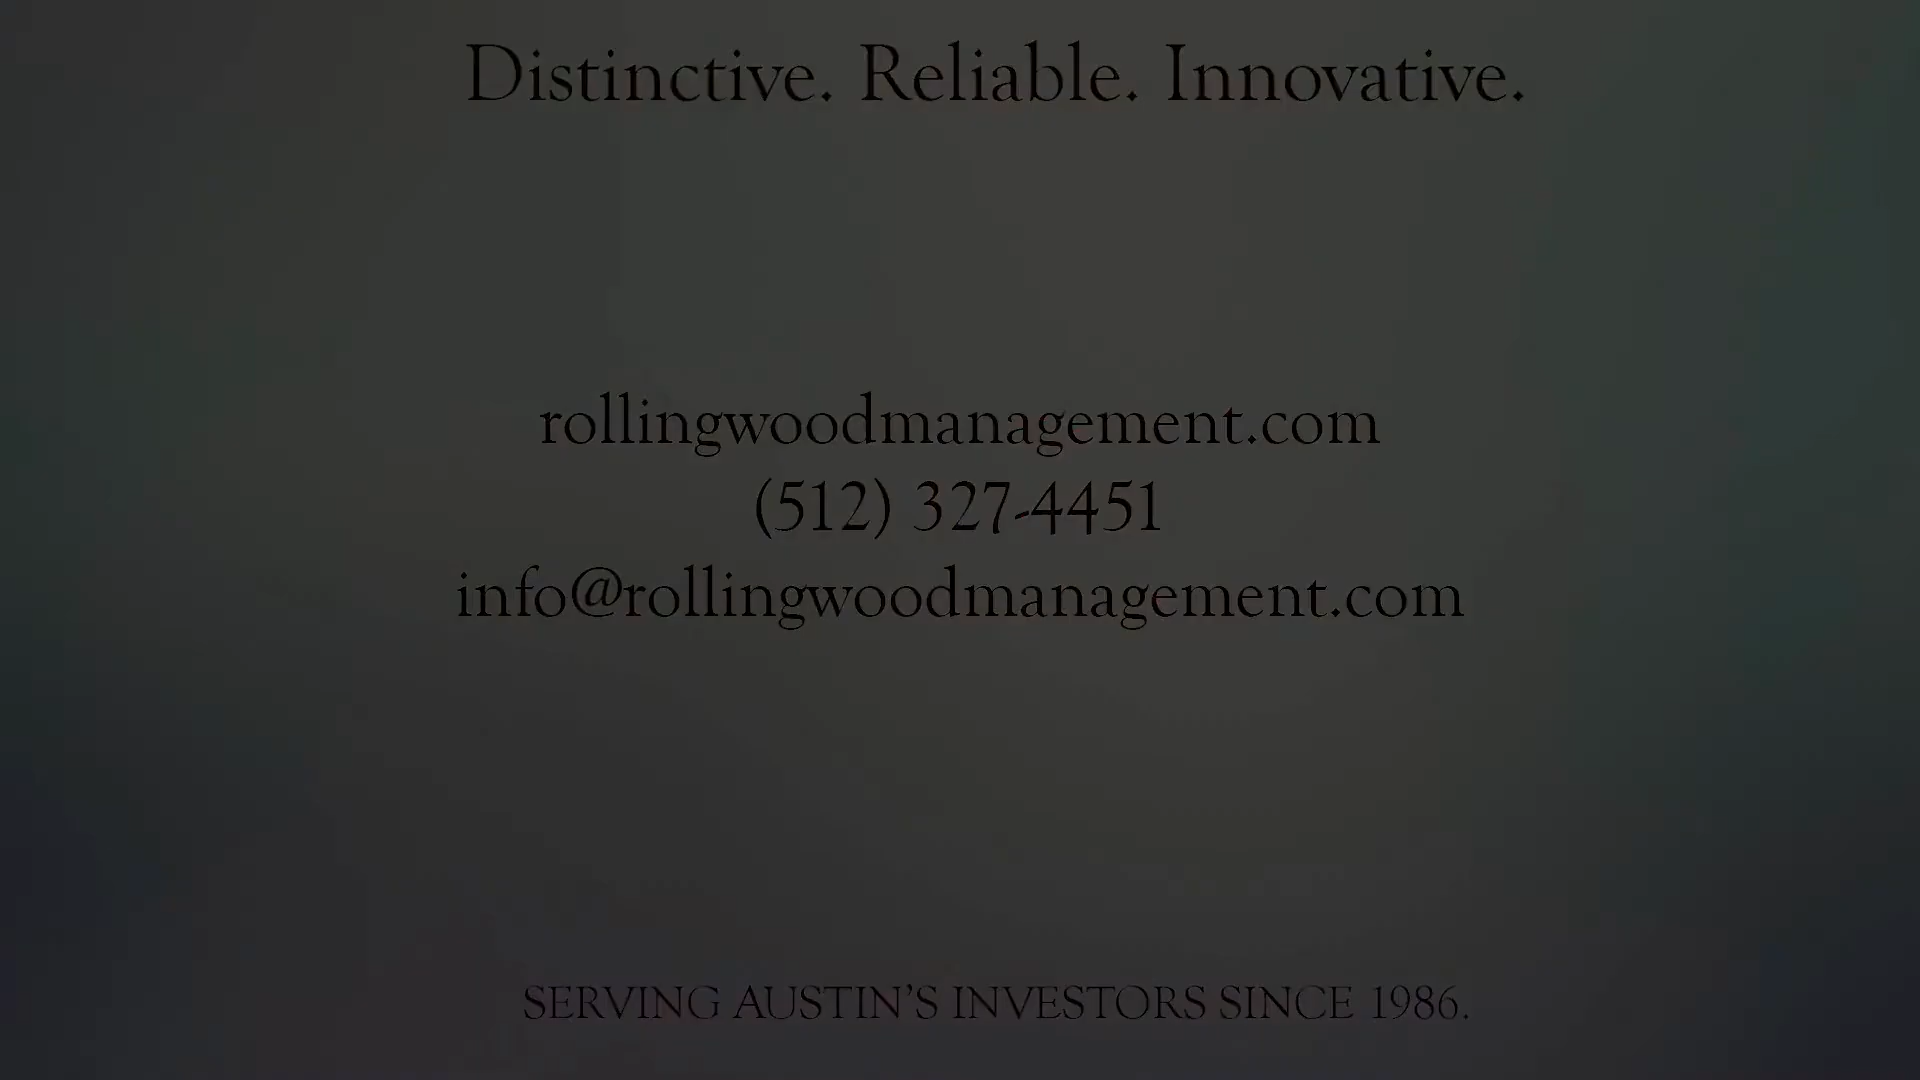 Distinctive. Reliable. Innovative.
rollingwoodmanagement.com
(512) 327-4451
info@rollingwoodmanagement.com
SERVING AUSTIN'S INVESTORS SINCE 1986.